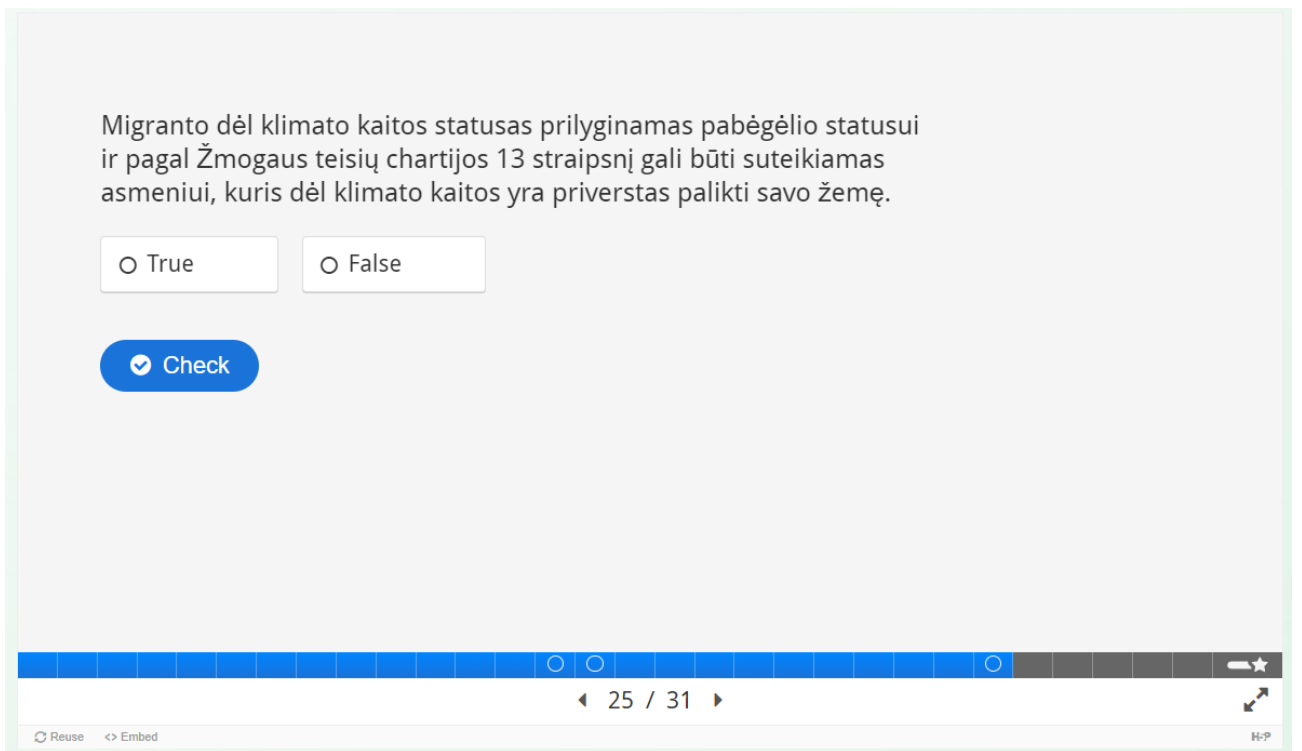 Migranto dėl klimato kaitos statusas prilyginamas pabėgėlio statusui
ir pagal Žmogaus teisių chartijos 13 straipsnį gali būti suteikiamas
asmeniui, kuris dėl klimato kaitos yra priverstas palikti savo žemę.
True
False
Check
25 / 31
Reuse
<> Embed
H5P